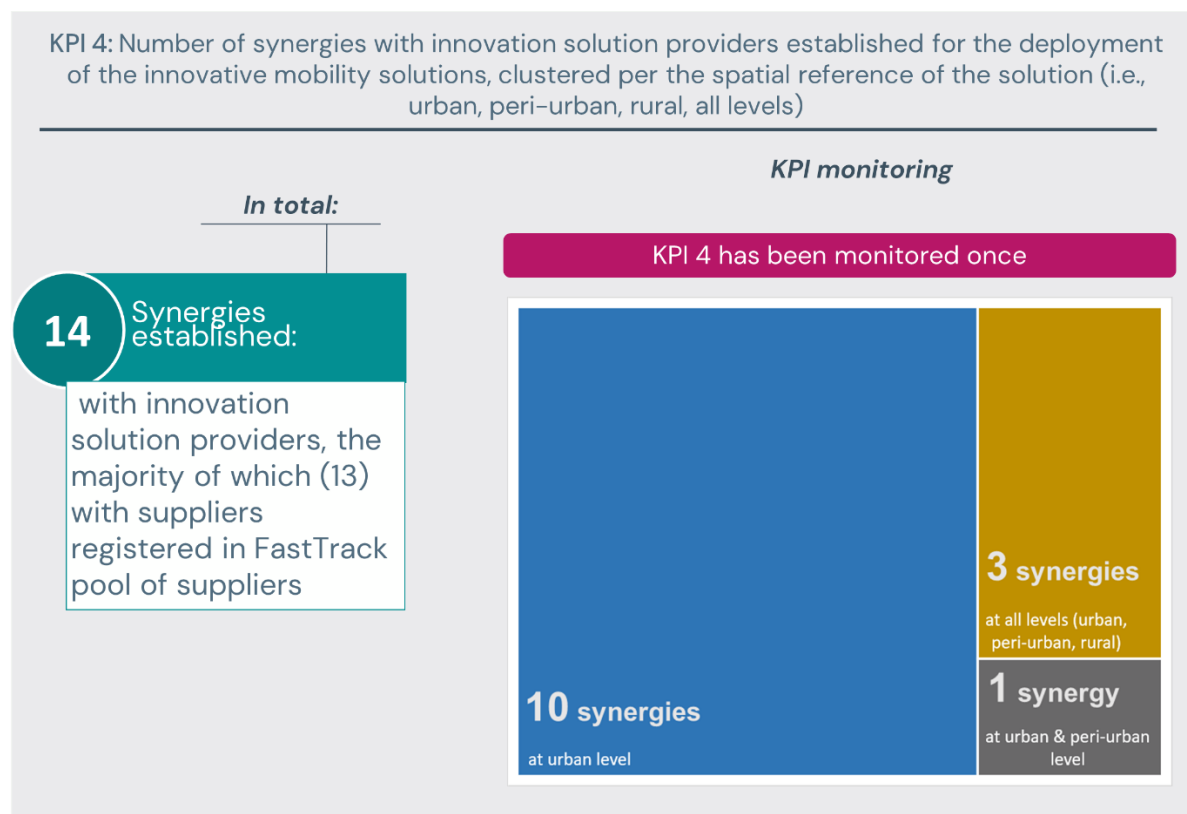 KPI 4: Number of synergies with innovation solution providers established for the deployment
of the innovative mobility solutions, clustered per the spatial reference of the solution (i.e.,
urban, peri-urban, rural, all levels)
In total:
14
Synergies
established:
with innovation
solution providers, the
majority of which (13)
with suppliers
registered in FastTrack
pool of suppliers
KPI monitoring
KPI 4 has been monitored once
10 synergies
at urban level
3 synergies
at all levels (urban,
peri-urban, rural)
1 synergy
at urban & peri-urban
level